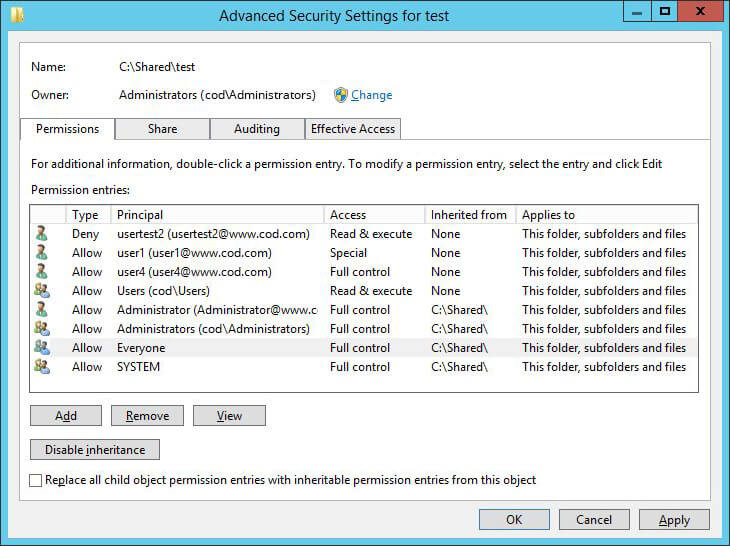 Advanced Security Settings for test
Name: C:\Shared\test
Owner: Administrators (cod\Administrators) Change
Permissions Share Auditing Effective Access
For additional information, double-click a permission entry. To modify a permission entry, select the entry and click Edit
Permission entries:
Type Principal Access Inherited from Applies to
Deny usertest2 (usertest2@www.cod.com) Read & execute None This folder, subfolders and files
Allow user1 (user1@www.cod.com) Special None This folder, subfolders and files
Allow user4 (user4@www.cod.com) Full control None This folder, subfolders and files
Allow Users (cod\Users) Read & execute None This folder, subfolders and files
Allow Administrator (Administrator@www.c Full control C:\Shared\ This folder, subfolders and files
Allow Administrators (cod\Administrators) Full control C:\Shared\ This folder, subfolders and files
Allow Everyone Full control C:\Shared\ This folder, subfolders and files
Allow SYSTEM Full control C:\Shared\ This folder, subfolders and files
Add Remove View
Disable inheritance
Replace all child object permission entries with inheritable permission entries from this object
OK Cancel Apply